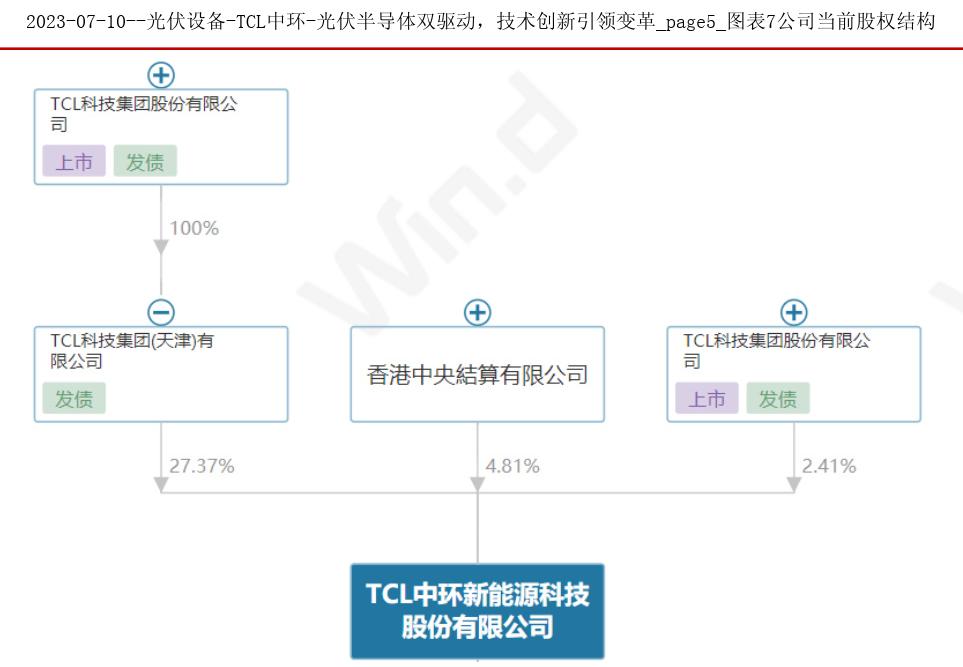 2023-07-10--光伏设备-TCL中环-光伏半导体双驱动，技术创新引领变革_page5_图表7公司当前股权结构
TCL科技集团股份有限公
司
上市 发债
100%
TCL科技集团(天津)有
限公司
发债
香港中央結算有限公司
TCL科技集团股份有限公
司
上市 发债
27.37%
4.81%
2.41%
TCL中环新能源科技
股份有限公司
Win.d